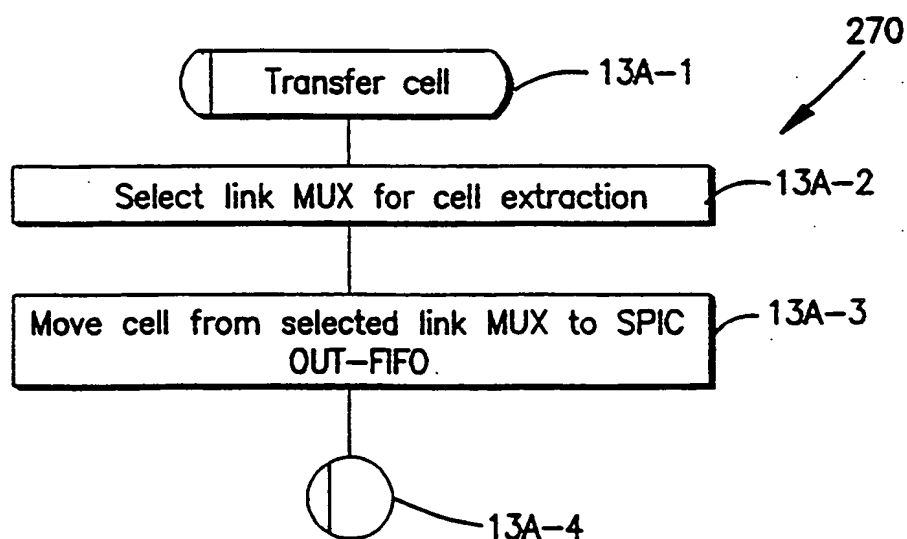 270
Transfer cell
13A-1
Select link MUX for cell extraction
13A-2
Move cell from selected link MUX to SPIC
OUT-FIFO
13A-3
13A-4